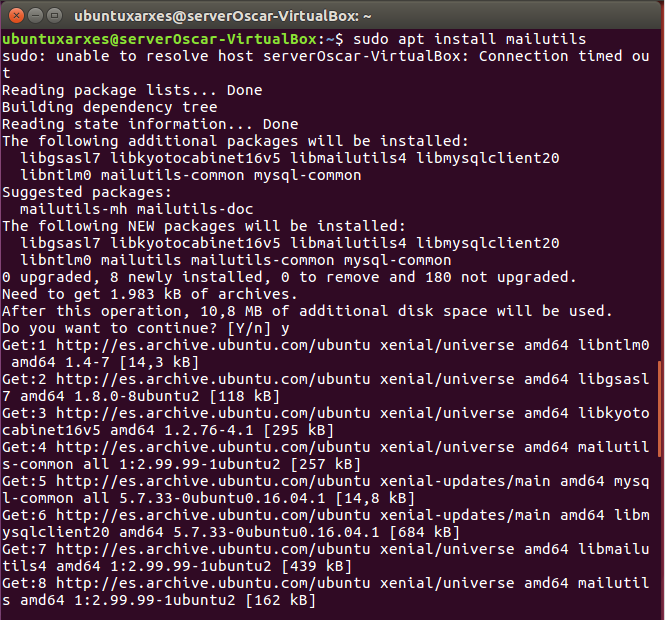 ubuntuxarxes@serverOscar-VirtualBox: ~
ubuntuxarxes@serverOscar-VirtualBox:~$ sudo apt install mailutils
sudo: unable to resolve host serverOscar-VirtualBox: Connection timed ou
t
Reading package lists... Done
Building dependency tree
Reading state information... Done
The following additional packages will be installed:
  libgsasl7 libkyotocabinet16v5 libmailutils4 libmysqlclient20
  libntlm0 mailutils-common mysql-common
Suggested packages:
  mailutils-mh mailutils-doc
The following NEW packages will be installed:
  libgsasl7 libkyotocabinet16v5 libmailutils4 libmysqlclient20
  libntlm0 mailutils mailutils-common mysql-common
0 upgraded, 8 newly installed, 0 to remove and 180 not upgraded.
Need to get 1.983 kB of archives.
After this operation, 10,8 MB of additional disk space will be used.
Do you want to continue? [Y/n] y
Get:1 http://es.archive.ubuntu.com/ubuntu xenial/universe amd64 libntlm0
 amd64 1.4-7 [14,3 kB]
Get:2 http://es.archive.ubuntu.com/ubuntu xenial/universe amd64 libgsasl
7 amd64 1.8.0-8ubuntu2 [118 kB]
Get:3 http://es.archive.ubuntu.com/ubuntu xenial/universe amd64 libkyoto
cabinet16v5 amd64 1.2.76-4.1 [295 kB]
Get:4 http://es.archive.ubuntu.com/ubuntu xenial/universe amd64 mailutil
s-common all 1:2.99.99-1ubuntu2 [257 kB]
Get:5 http://es.archive.ubuntu.com/ubuntu xenial-updates/main amd64 mysq
l-common all 5.7.33-0ubuntu0.16.04.1 [14,8 kB]
Get:6 http://es.archive.ubuntu.com/ubuntu xenial-updates/main amd64 libm
ysqlclient20 amd64 5.7.33-0ubuntu0.16.04.1 [684 kB]
Get:7 http://es.archive.ubuntu.com/ubuntu xenial/universe amd64 libmailu
tils4 amd64 1:2.99.99-1ubuntu2 [439 kB]
Get:8 http://es.archive.ubuntu.com/ubuntu xenial/universe amd64 mailutil
s amd64 1:2.99.99-1ubuntu2 [162 kB]